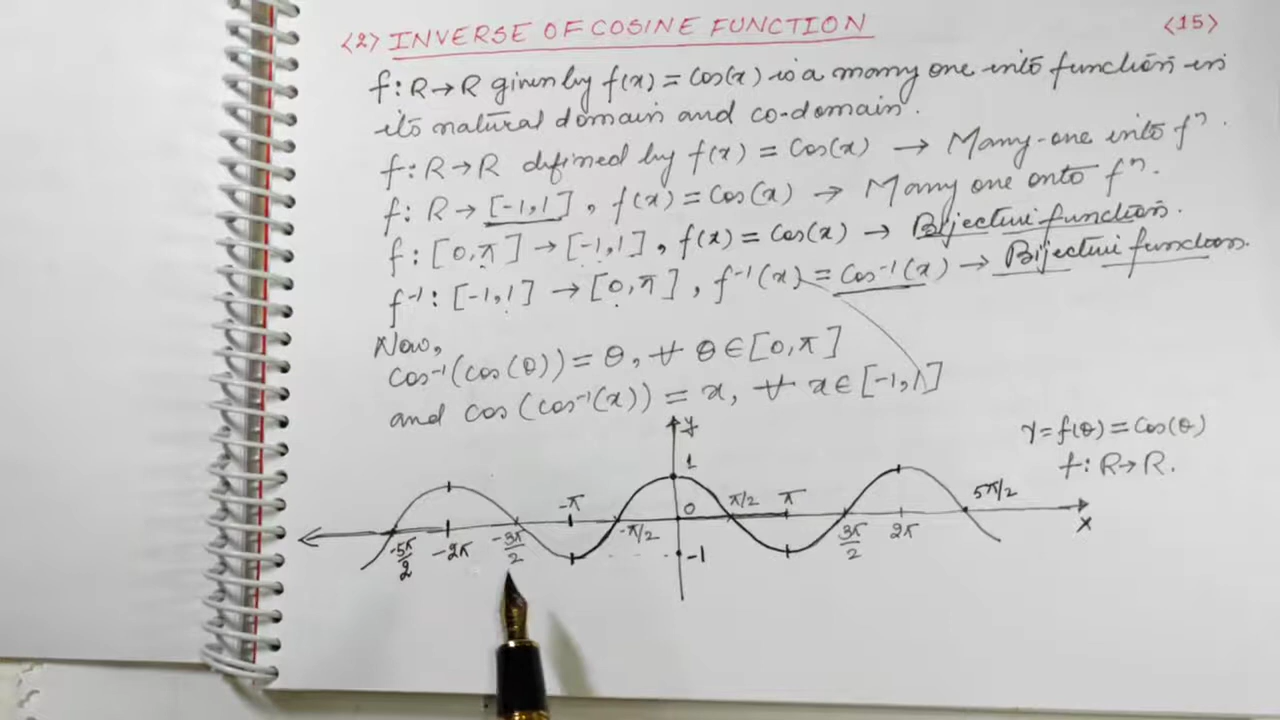 <2> INVERSE OF COSINE FUNCTION <15>
f: R→R given by f(x) = Cos(x) is a many one into function in
its natural domain and co-domain.
f: R→R defined by f(x) = Cos(x) → Many-one into fⁿ.
f: R→[-1,1], f(x) = Cos(x) → Many one onto fⁿ.
f: [0,π]→[-1,1], f(x) = Cos(x) → Bijective function.
f⁻¹: [-1,1]→[0,π], f⁻¹(x) = Cos⁻¹(x) → Bijective function.
Now,
Cos⁻¹(Cos(θ)) = θ, ∀ θ∈[0,π]
and Cos(Cos⁻¹(x)) = x, ∀ x∈[-1,1]
y
Y = f(θ) = Cos(θ)
f: R→R.
1
-π 0 π/2 π 5π/2
-5π/2 -2π -3π/2 -π/2 3π/2 2π x
-1